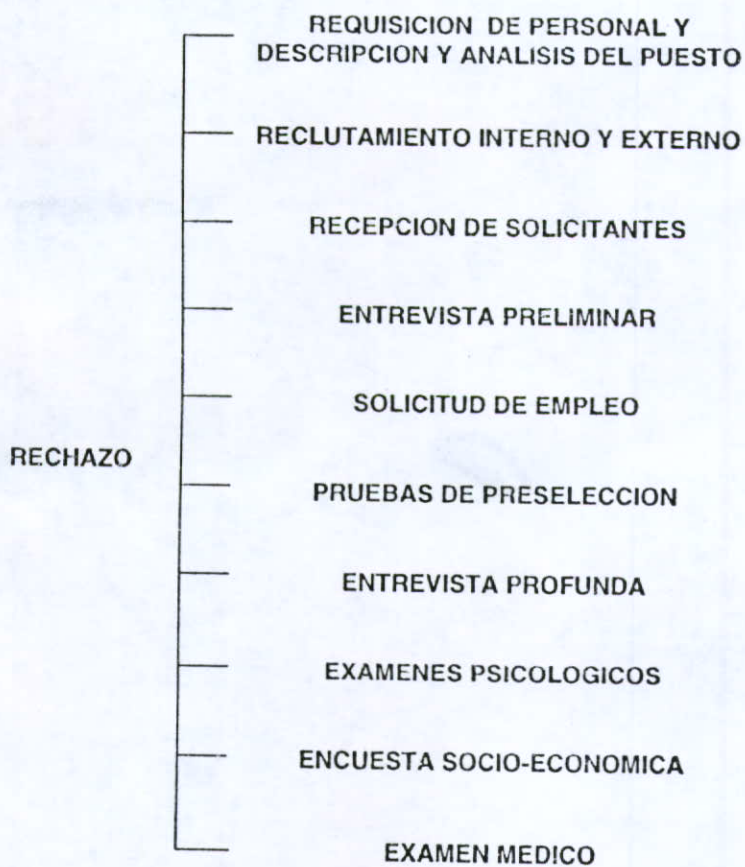 REQUISICION DE PERSONAL Y
DESCRIPCION Y ANALISIS DEL PUESTO
RECLUTAMIENTO INTERNO Y EXTERNO
RECEPCION DE SOLICITANTES
ENTREVISTA PRELIMINAR
SOLICITUD DE EMPLEO
RECHAZO
PRUEBAS DE PRESELECCION
ENTREVISTA PROFUNDA
EXAMENES PSICOLOGICOS
ENCUESTA SOCIO-ECONOMICA
EXAMEN MEDICO